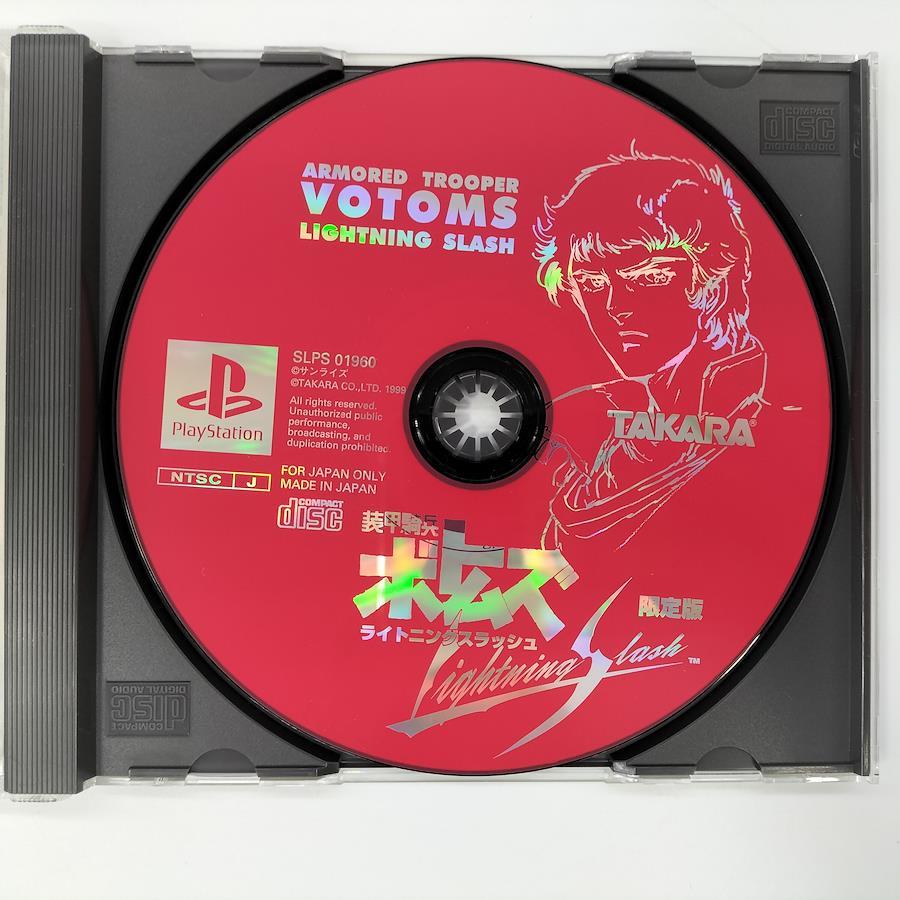 COMPACT
disc
DIGITAL AUDIO
ARMORED TROOPER
VOTOMS
LIGHTNING SLASH
PlayStation
SLPS 01960
©サンライズ
©TAKARA CO.,LTD. 1999
All rights reserved.
Unauthorized public
performance,
broadcasting, and
duplication prohibited.
TAKARA®
NTSC J
FOR JAPAN ONLY
MADE IN JAPAN
COMPACT
disc
装甲騎兵
ボトムズ
ライトニングスラッシュ
限定版
Lightning Slash™
COMPACT
disc
DIGITAL AUDIO